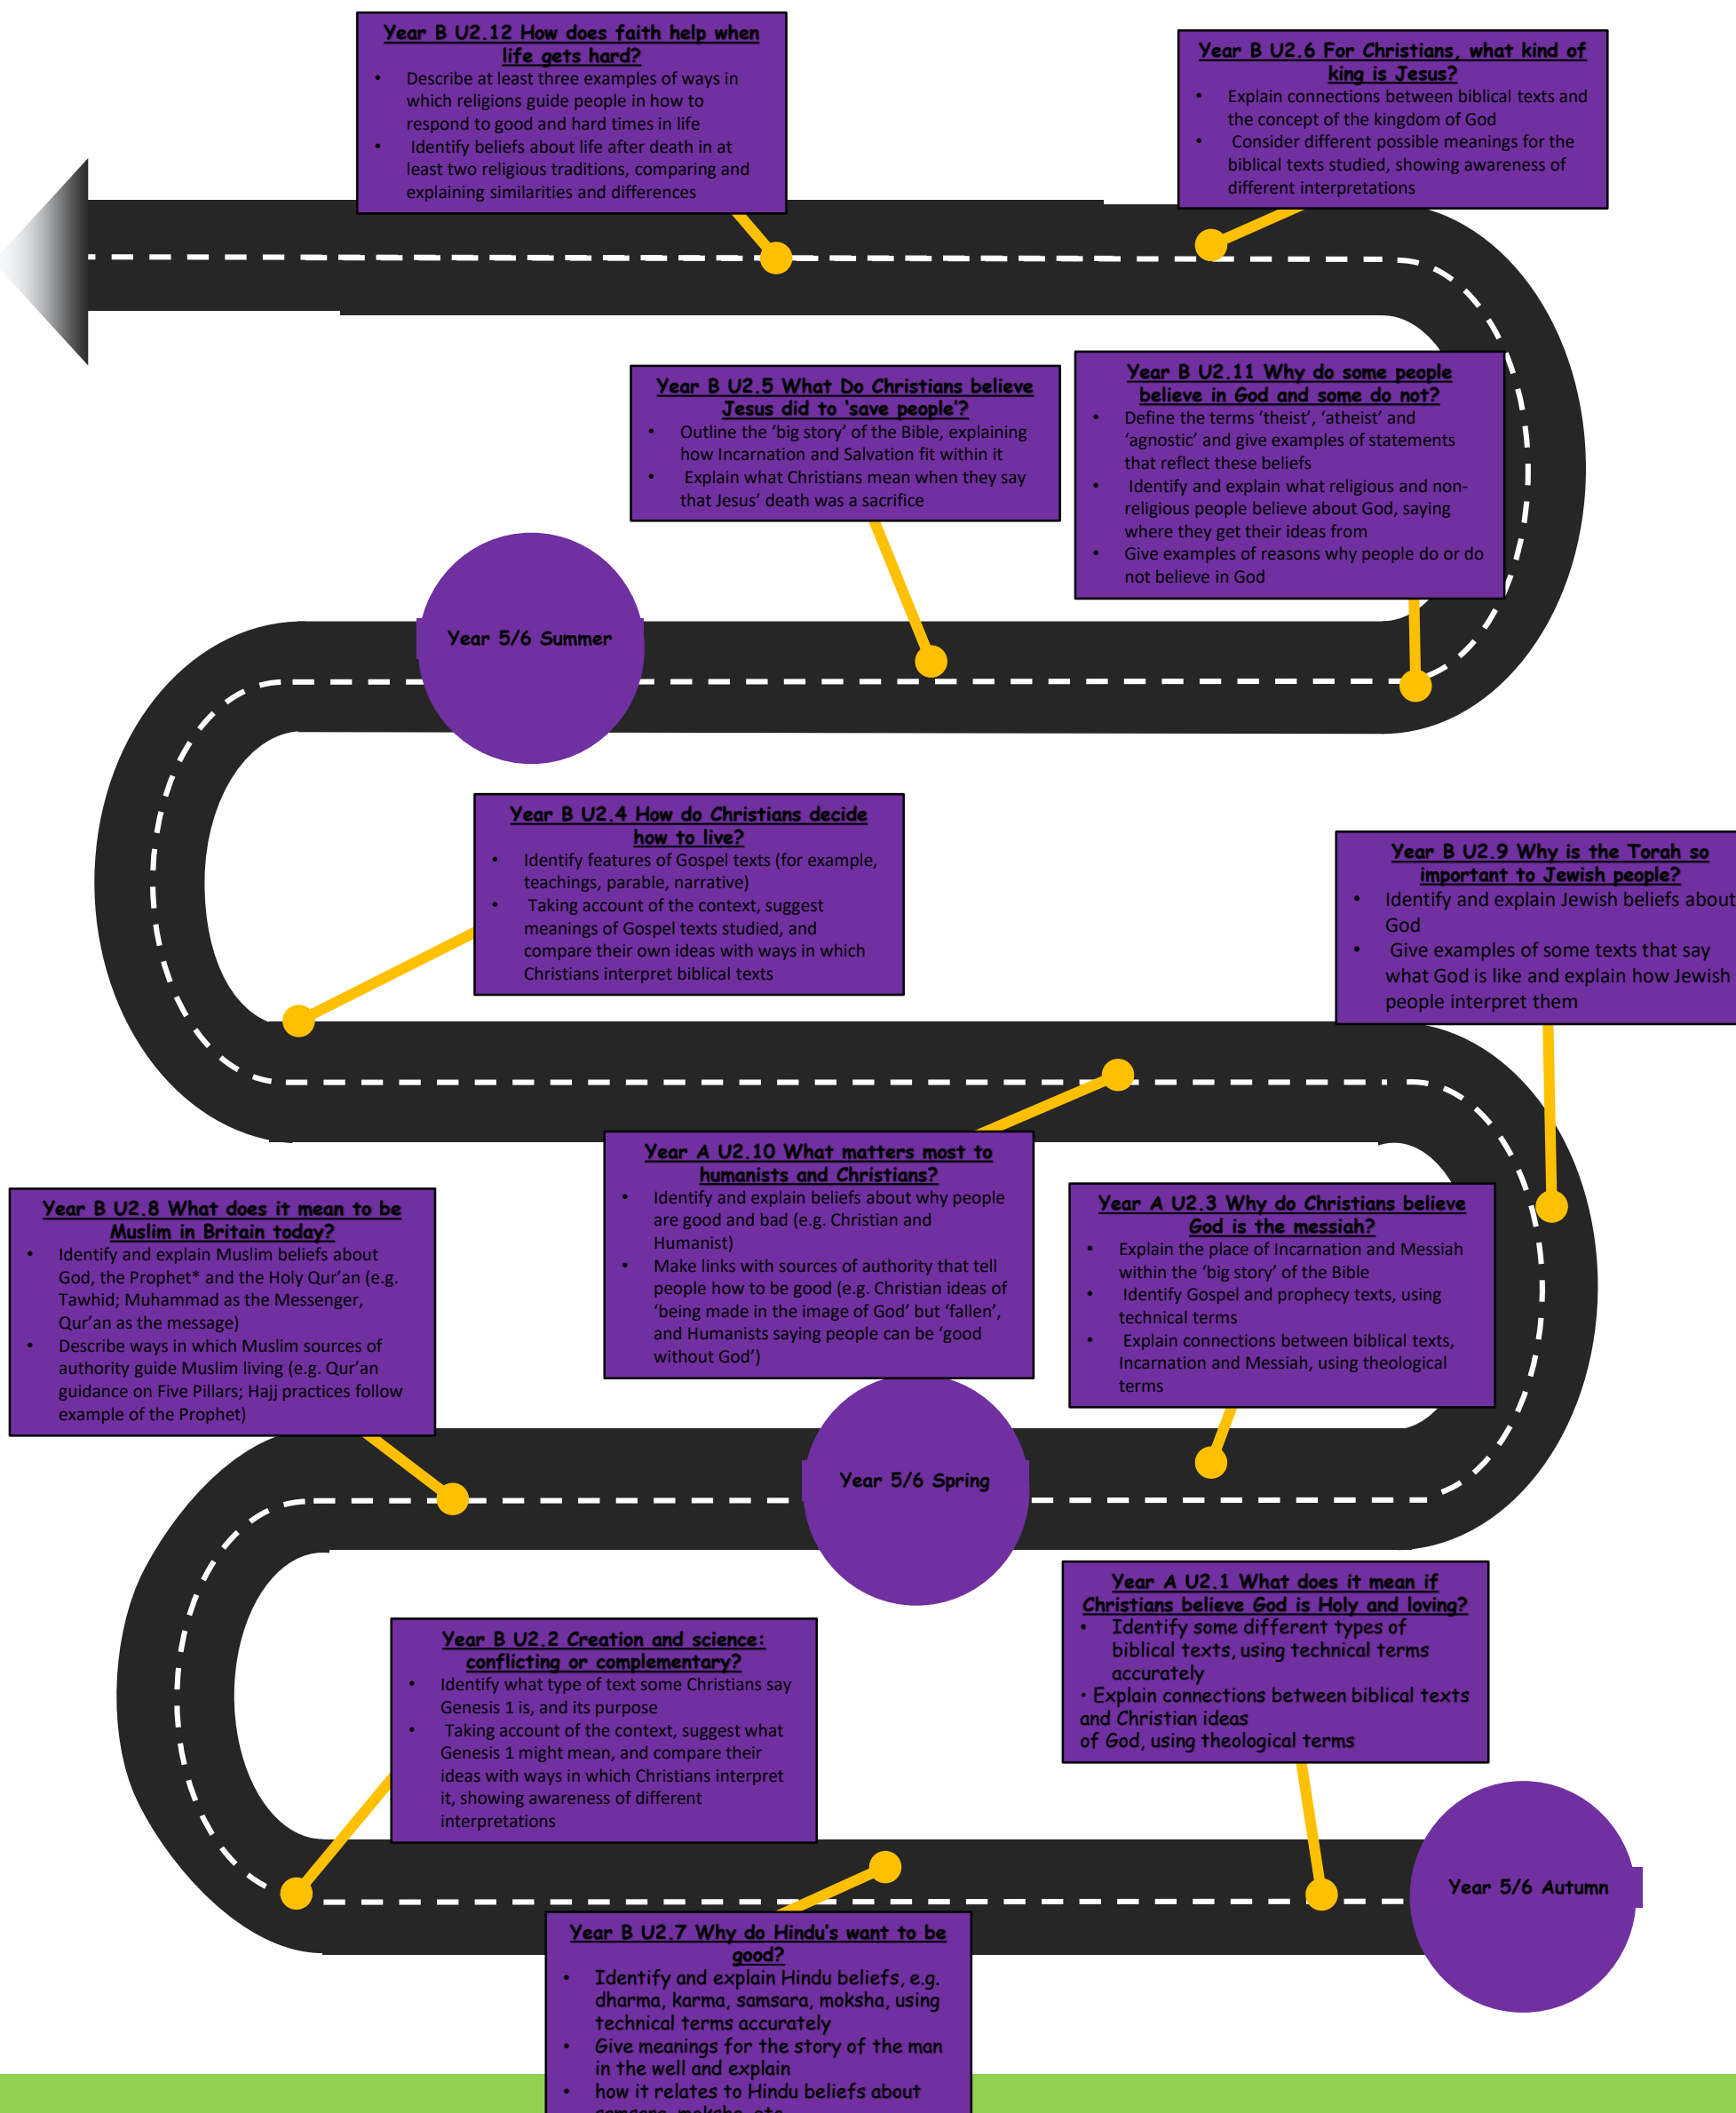 Year B U2.12 How does faith help when
life gets hard?
• Describe at least three examples of ways in
which religions guide people in how to
respond to good and hard times in life
• Identify beliefs about life after death in at
least two religious traditions, comparing and
explaining similarities and differences
Year B U2.6 For Christians, what kind of
king is Jesus?
• Explain connections between biblical texts and
the concept of the kingdom of God
• Consider different possible meanings for the
biblical texts studied, showing awareness of
different interpretations
Year B U2.5 What Do Christians believe
Jesus did to ‘save people’?
• Outline the ‘big story’ of the Bible, explaining
how Incarnation and Salvation fit within it
• Explain what Christians mean when they say
that Jesus’ death was a sacrifice
Year B U2.11 Why do some people
believe in God and some do not?
• Define the terms ‘theist’, ‘atheist’ and
‘agnostic’ and give examples of statements
that reflect these beliefs
• Identify and explain what religious and non-
religious people believe about God, saying
where they get their ideas from
• Give examples of reasons why people do or do
not believe in God
Year 5/6 Summer
Year B U2.4 How do Christians decide
how to live?
• Identify features of Gospel texts (for example,
teachings, parable, narrative)
• Taking account of the context, suggest
meanings of Gospel texts studied, and
compare their own ideas with ways in which
Christians interpret biblical texts
Year B U2.9 Why is the Torah so
important to Jewish people?
• Identify and explain Jewish beliefs about
God
• Give examples of some texts that say
what God is like and explain how Jewish
people interpret them
Year A U2.10 What matters most to
humanists and Christians?
• Identify and explain beliefs about why people
are good and bad (e.g. Christian and
Humanist)
• Make links with sources of authority that tell
people how to be good (e.g. Christian ideas of
‘being made in the image of God’ but ‘fallen’,
and Humanists saying people can be ‘good
without God’)
Year B U2.8 What does it mean to be
Muslim in Britain today?
• Identify and explain Muslim beliefs about
God, the Prophet* and the Holy Qur’an (e.g.
Tawhid; Muhammad as the Messenger,
Qur’an as the message)
• Describe ways in which Muslim sources of
authority guide Muslim living (e.g. Qur’an
guidance on Five Pillars; Hajj practices follow
example of the Prophet)
Year A U2.3 Why do Christians believe
God is the messiah?
• Explain the place of Incarnation and Messiah
within the ‘big story’ of the Bible
• Identify Gospel and prophecy texts, using
technical terms
• Explain connections between biblical texts,
Incarnation and Messiah, using theological
terms
Year 5/6 Spring
Year A U2.1 What does it mean if
Christians believe God is Holy and loving?
• Identify some different types of
biblical texts, using technical terms
accurately
• Explain connections between biblical texts
and Christian ideas
of God, using theological terms
Year B U2.2 Creation and science:
conflicting or complementary?
• Identify what type of text some Christians say
Genesis 1 is, and its purpose
• Taking account of the context, suggest what
Genesis 1 might mean, and compare their
ideas with ways in which Christians interpret
it, showing awareness of different
interpretations
Year 5/6 Autumn
Year B U2.7 Why do Hindu’s want to be
good?
• Identify and explain Hindu beliefs, e.g.
dharma, karma, samsara, moksha, using
technical terms accurately
• Give meanings for the story of the man
in the well and explain
• how it relates to Hindu beliefs about
samsara, moksha, etc